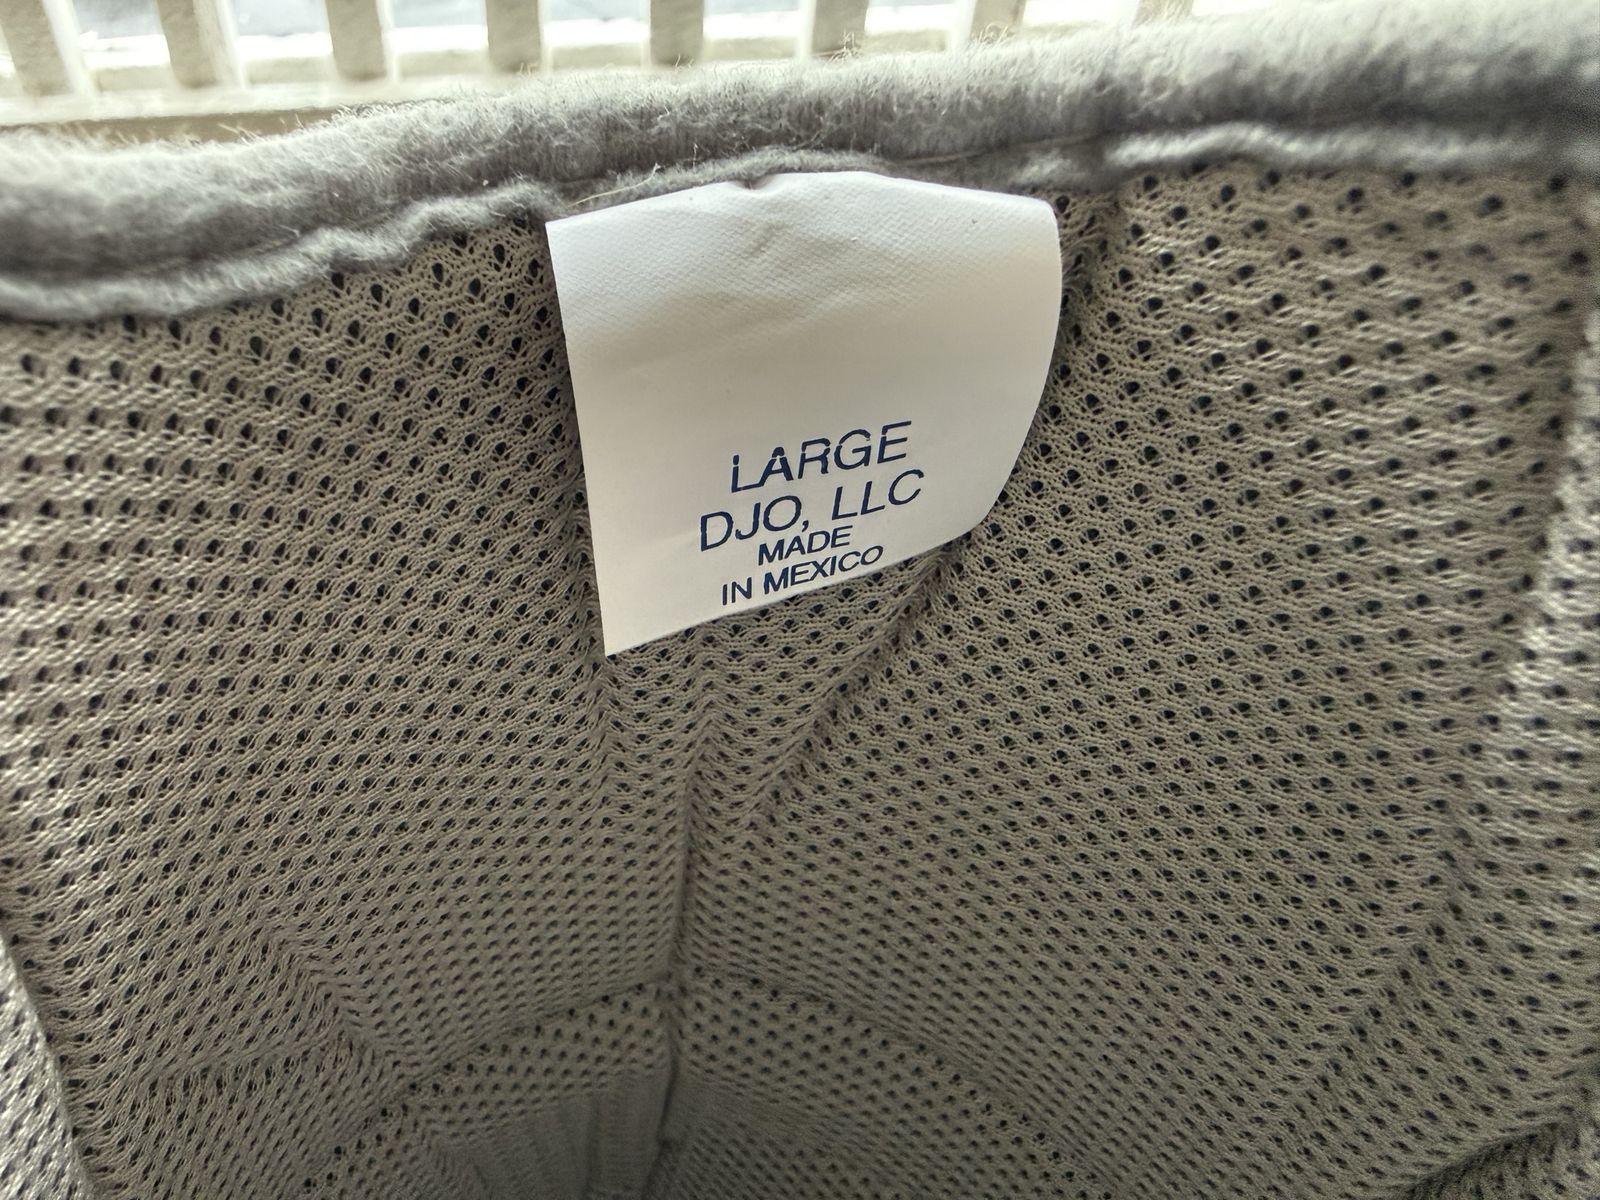 LARGE
DJO, LLC
MADE
IN MEXICO